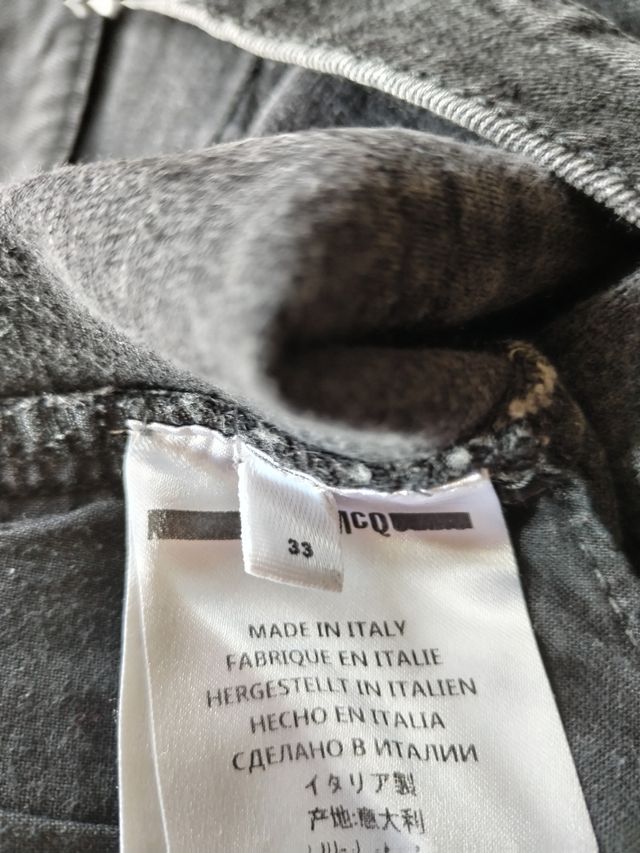 MCQ
33
MADE IN ITALY
FABRIQUE EN ITALIE
HERGESTELLT IN ITALIEN
HECHO EN ITALIA
СДЕЛАНО В ИТАЛИИ
イタリア製
产地:意大利